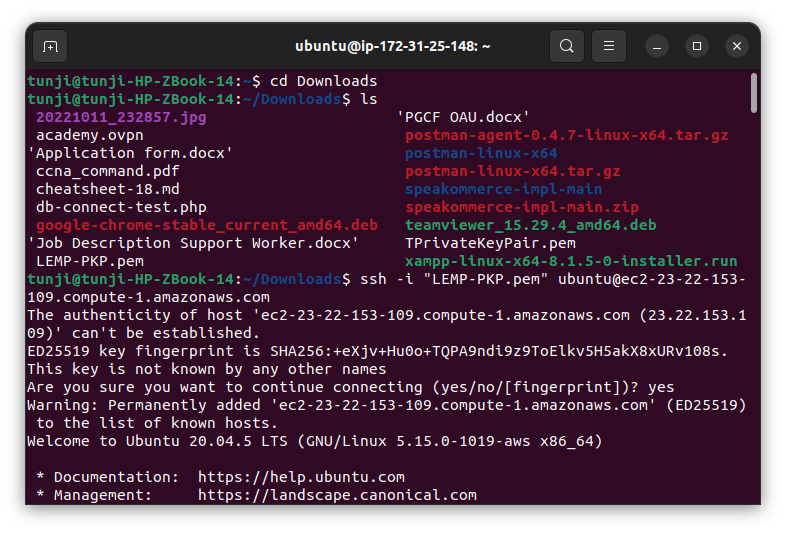 ubuntu@ip-172-31-25-148: ~
tunji@tunji-HP-ZBook-14:~$ cd Downloads
tunji@tunji-HP-ZBook-14:~/Downloads$ ls
20221011_232857.jpg 'PGCF OAU.docx'
academy.ovpn postman-agent-0.4.7-linux-x64.tar.gz
'Application form.docx' postman-linux-x64
ccna_command.pdf postman-linux-x64.tar.gz
cheatsheet-18.md speakommerce-impl-main
db-connect-test.php speakommerce-impl-main.zip
google-chrome-stable_current_amd64.deb teamviewer_15.29.4_amd64.deb
'Job Description Support Worker.docx' TPrivateKeyPair.pem
LEMP-PKP.pem xampp-linux-x64-8.1.5-0-installer.run
tunji@tunji-HP-ZBook-14:~/Downloads$ ssh -i "LEMP-PKP.pem" ubuntu@ec2-23-22-153-
109.compute-1.amazonaws.com
The authenticity of host 'ec2-23-22-153-109.compute-1.amazonaws.com (23.22.153.1
09)' can't be established.
ED25519 key fingerprint is SHA256:+eXjv+Hu0o+TQPA9ndi9z9ToElkv5H5akX8xURv108s.
This key is not known by any other names
Are you sure you want to continue connecting (yes/no/[fingerprint])? yes
Warning: Permanently added 'ec2-23-22-153-109.compute-1.amazonaws.com' (ED25519)
to the list of known hosts.
Welcome to Ubuntu 20.04.5 LTS (GNU/Linux 5.15.0-1019-aws x86_64)
* Documentation: https://help.ubuntu.com
* Management: https://landscape.canonical.com